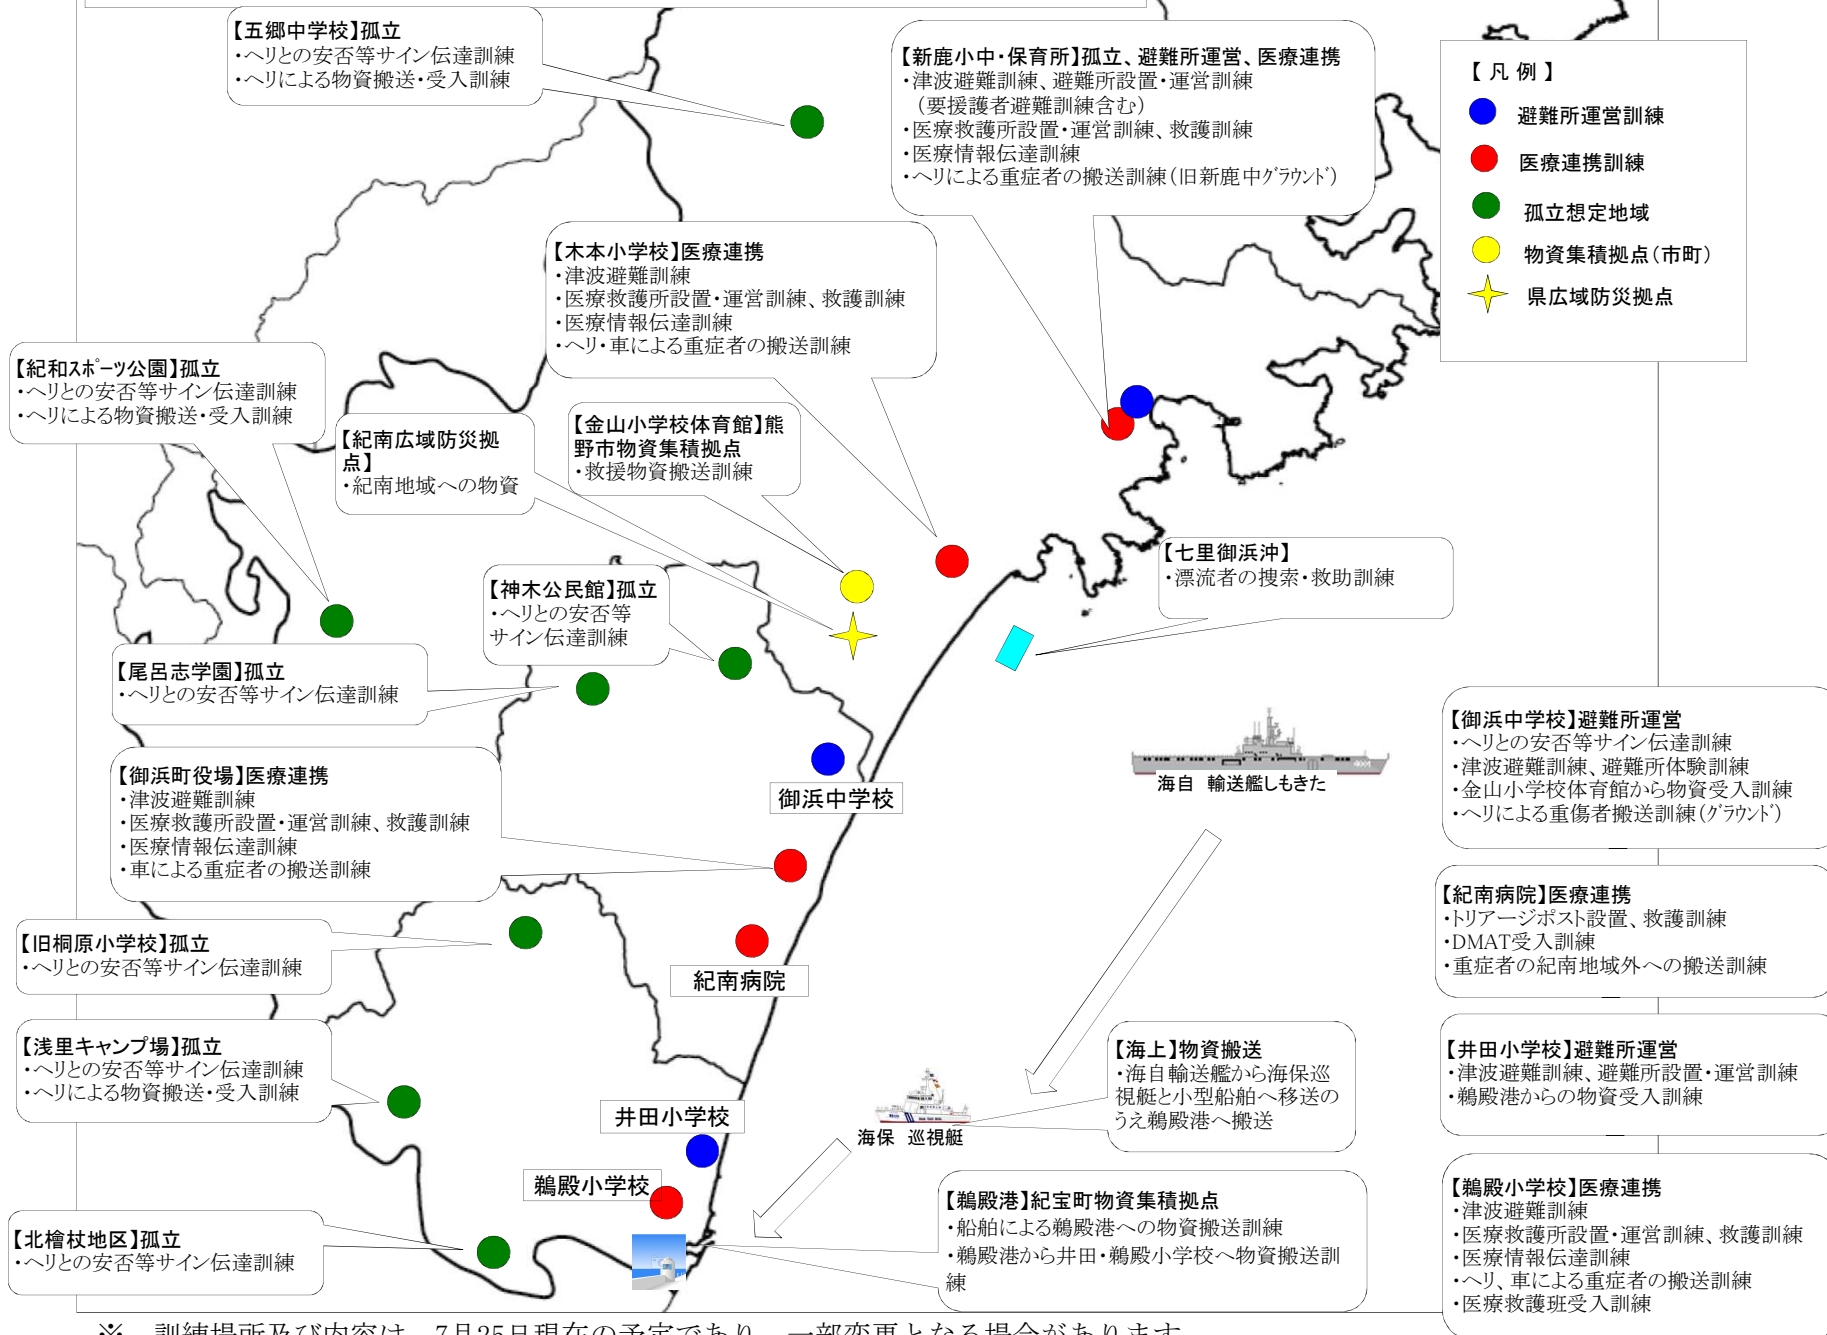 【五郷中学校】孤立
・ヘリとの安否等サイン伝達訓練
・ヘリによる物資搬送・受入訓練
【新鹿小中・保育所】孤立、避難所運営、医療連携
・津波避難訓練、避難所設置・運営訓練
（要援護者避難訓練含む）
・医療救護所設置・運営訓練、救護訓練
・医療情報伝達訓練
・ヘリによる重症者の搬送訓練（旧新鹿中ｸﾞﾗｳﾝﾄﾞ）
【 凡 例 】
避難所運営訓練
医療連携訓練
孤立想定地域
物資集積拠点（市町）
県広域防災拠点
【木本小学校】医療連携
・津波避難訓練
・医療救護所設置・運営訓練、救護訓練
・医療情報伝達訓練
・ヘリ・車による重症者の搬送訓練
【紀和ｽﾎﾟｰﾂ公園】孤立
・ヘリとの安否等サイン伝達訓練
・ヘリによる物資搬送・受入訓練
【紀南広域防災拠
点】
・紀南地域への物資
【金山小学校体育館】熊
野市物資集積拠点
・救援物資搬送訓練
【七里御浜沖】
・漂流者の捜索・救助訓練
【神木公民館】孤立
・ヘリとの安否等
サイン伝達訓練
【尾呂志学園】孤立
・ヘリとの安否等サイン伝達訓練
【御浜町役場】医療連携
・津波避難訓練
・医療救護所設置・運営訓練、救護訓練
・医療情報伝達訓練
・車による重症者の搬送訓練
御浜中学校
4001
海自　輸送艦しもきた
【御浜中学校】避難所運営
・ヘリとの安否等サイン伝達訓練
・津波避難訓練、避難所体験訓練
・金山小学校体育館から物資受入訓練
・ヘリによる重傷者搬送訓練（ｸﾞﾗｳﾝﾄﾞ）
【紀南病院】医療連携
・トリアージポスト設置、救護訓練
・DMAT受入訓練
・重症者の紀南地域外への搬送訓練
【旧桐原小学校】孤立
・ヘリとの安否等サイン伝達訓練
紀南病院
【浅里キャンプ場】孤立
・ヘリとの安否等サイン伝達訓練
・ヘリによる物資搬送・受入訓練
【海上】物資搬送
・海自輸送艦から海保巡
視艇と小型船舶へ移送の
うえ鵜殿港へ搬送
海保　巡視艇
【井田小学校】避難所運営
・津波避難訓練、避難所設置・運営訓練
・鵜殿港からの物資受入訓練
井田小学校
鵜殿小学校
【鵜殿港】紀宝町物資集積拠点
・船舶による鵜殿港への物資搬送訓練
・鵜殿港から井田・鵜殿小学校へ物資搬送訓
練
【鵜殿小学校】医療連携
・津波避難訓練
・医療救護所設置・運営訓練、救護訓練
・医療情報伝達訓練
・ヘリ、車による重症者の搬送訓練
・医療救護班受入訓練
【北檜杖地区】孤立
・ヘリとの安否等サイン伝達訓練
※　訓練場所及び内容は、7月25日現在の予定であり、一部変更となる場合があります